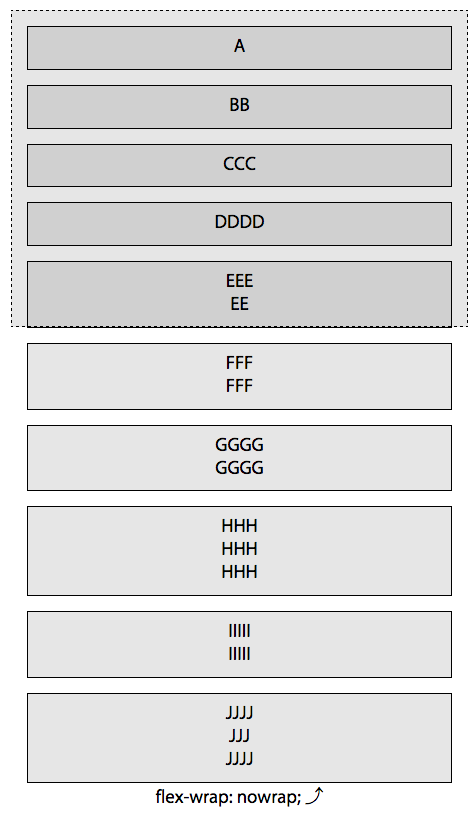 A
BB
CCC
DDDD
EEE
EE
FFF
FFF
GGGG
GGGG
HHH
HHH
HHH
IIIII
IIIII
JJJJ
JJJ
JJJJ
flex-wrap: nowrap;